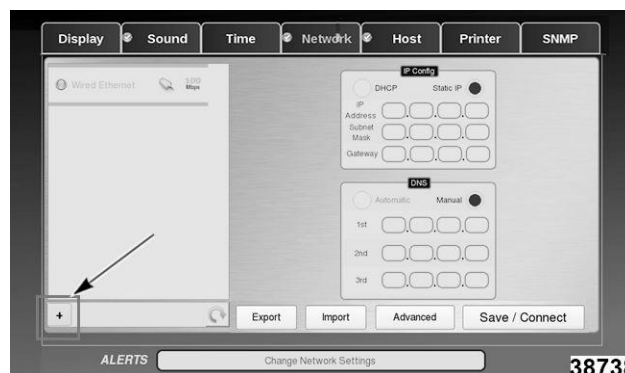 Display Sound Time Network Host Printer SNMP
Wired Ethernet 100 Mbps
IP Config
DHCP Static IP
IP Address
Subnet Mask
Gateway
DNS
Automatic Manual
1st
2nd
3rd
+ Export Import Advanced Save / Connect
ALERTS Change Network Settings
3873